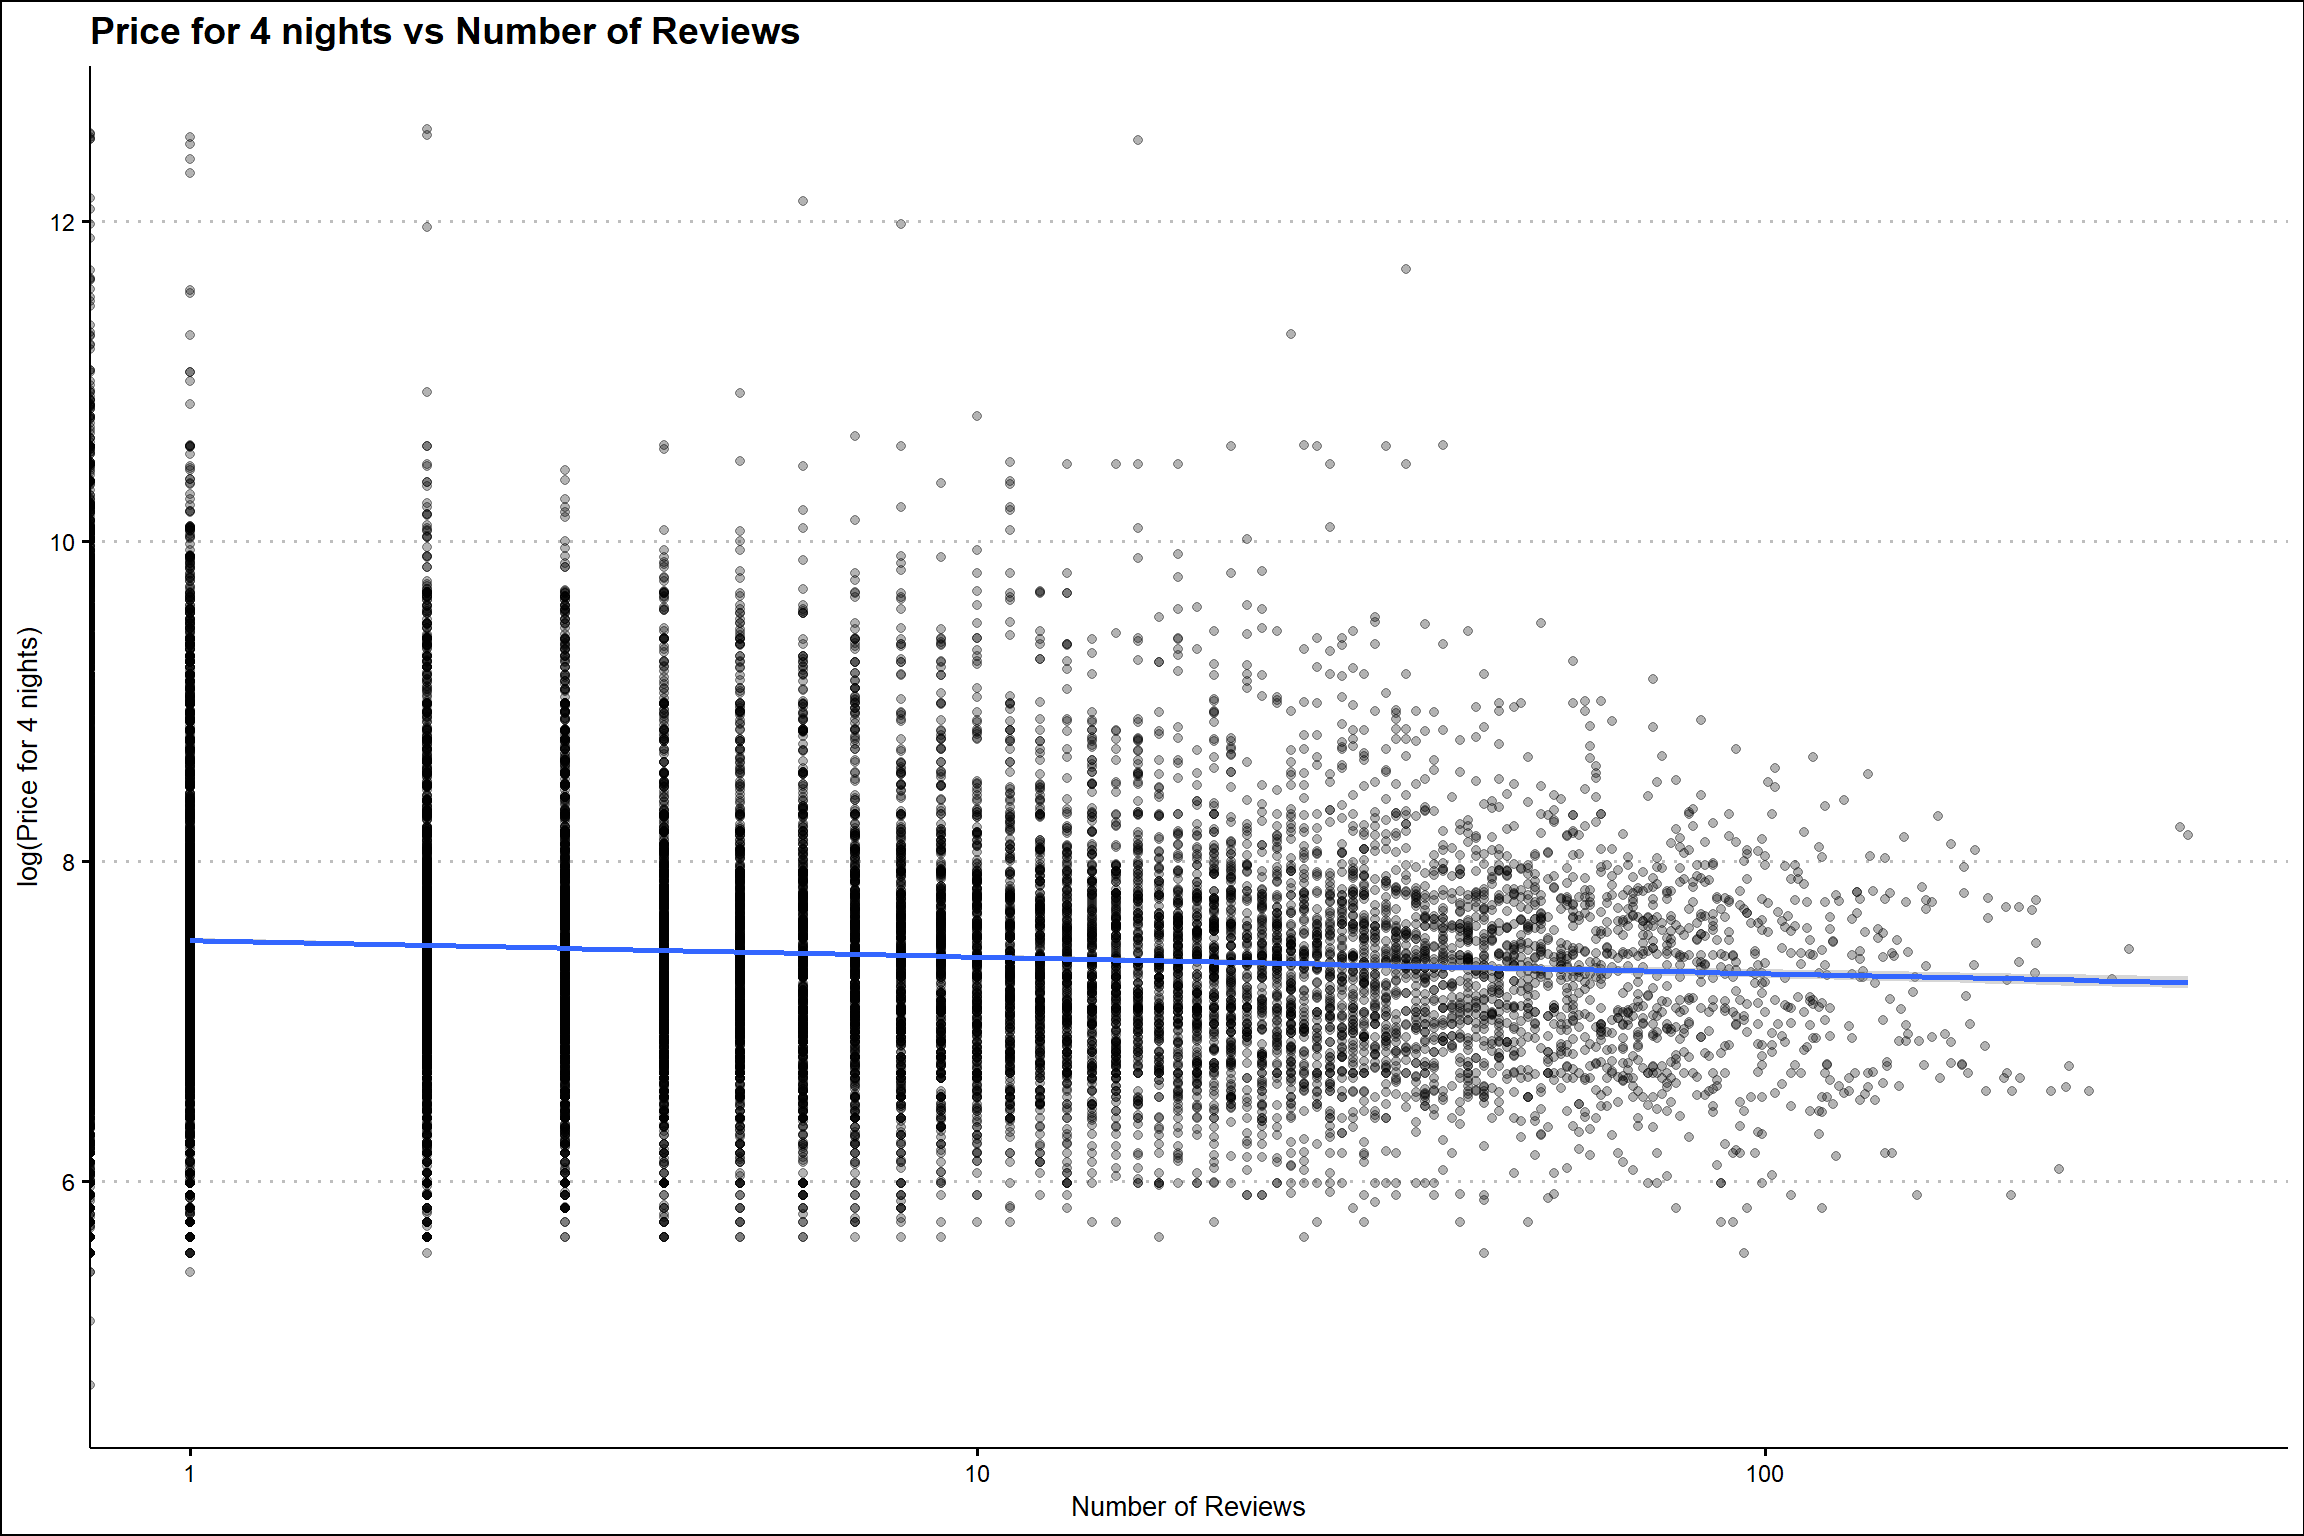 Price for 4 nights vs Number of Reviews
log(Price for 4 nights)
12
10
8
6
1 10 100
Number of Reviews